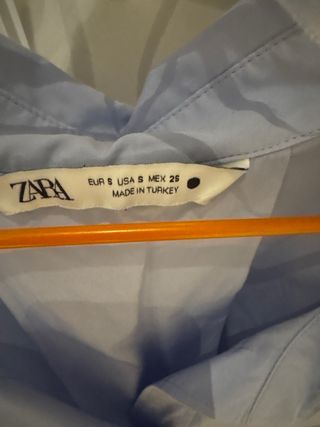 ZARA
EUR S USA S MEX 26
MADE IN TURKEY